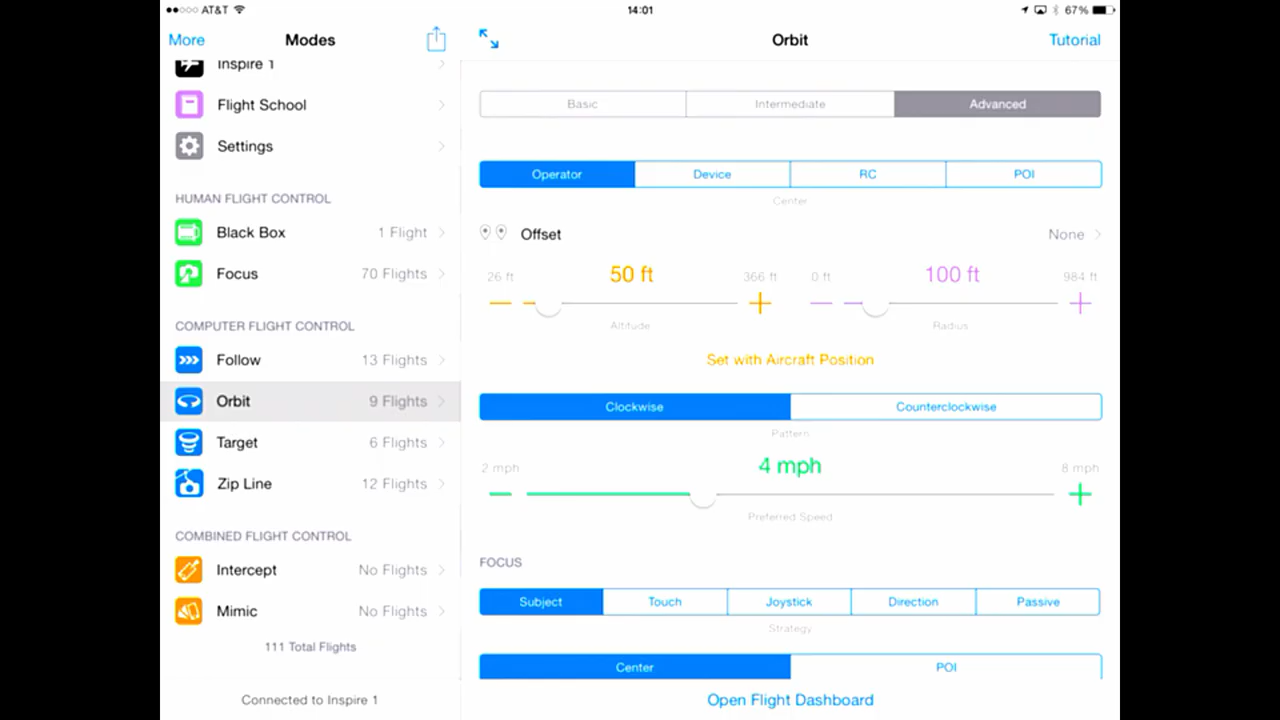 AT&T 14:01 67%
More Modes Orbit Tutorial
Inspire 1
Flight School
Settings
HUMAN FLIGHT CONTROL
Black Box 1 Flight
Focus 70 Flights
COMPUTER FLIGHT CONTROL
Follow 13 Flights
Orbit 9 Flights
Target 6 Flights
Zip Line 12 Flights
COMBINED FLIGHT CONTROL
Intercept No Flights
Mimic No Flights
111 Total Flights
Connected to Inspire 1
Basic Intermediate Advanced
Operator Device RC POI
Center
Offset None
26 ft 50 ft 366 ft 0 ft 100 ft 984 ft
Altitude Radius
Set with Aircraft Position
Clockwise Counterclockwise
Pattern
2 mph 4 mph 8 mph
Preferred Speed
FOCUS
Subject Touch Joystick Direction Passive
Strategy
Center POI
Open Flight Dashboard